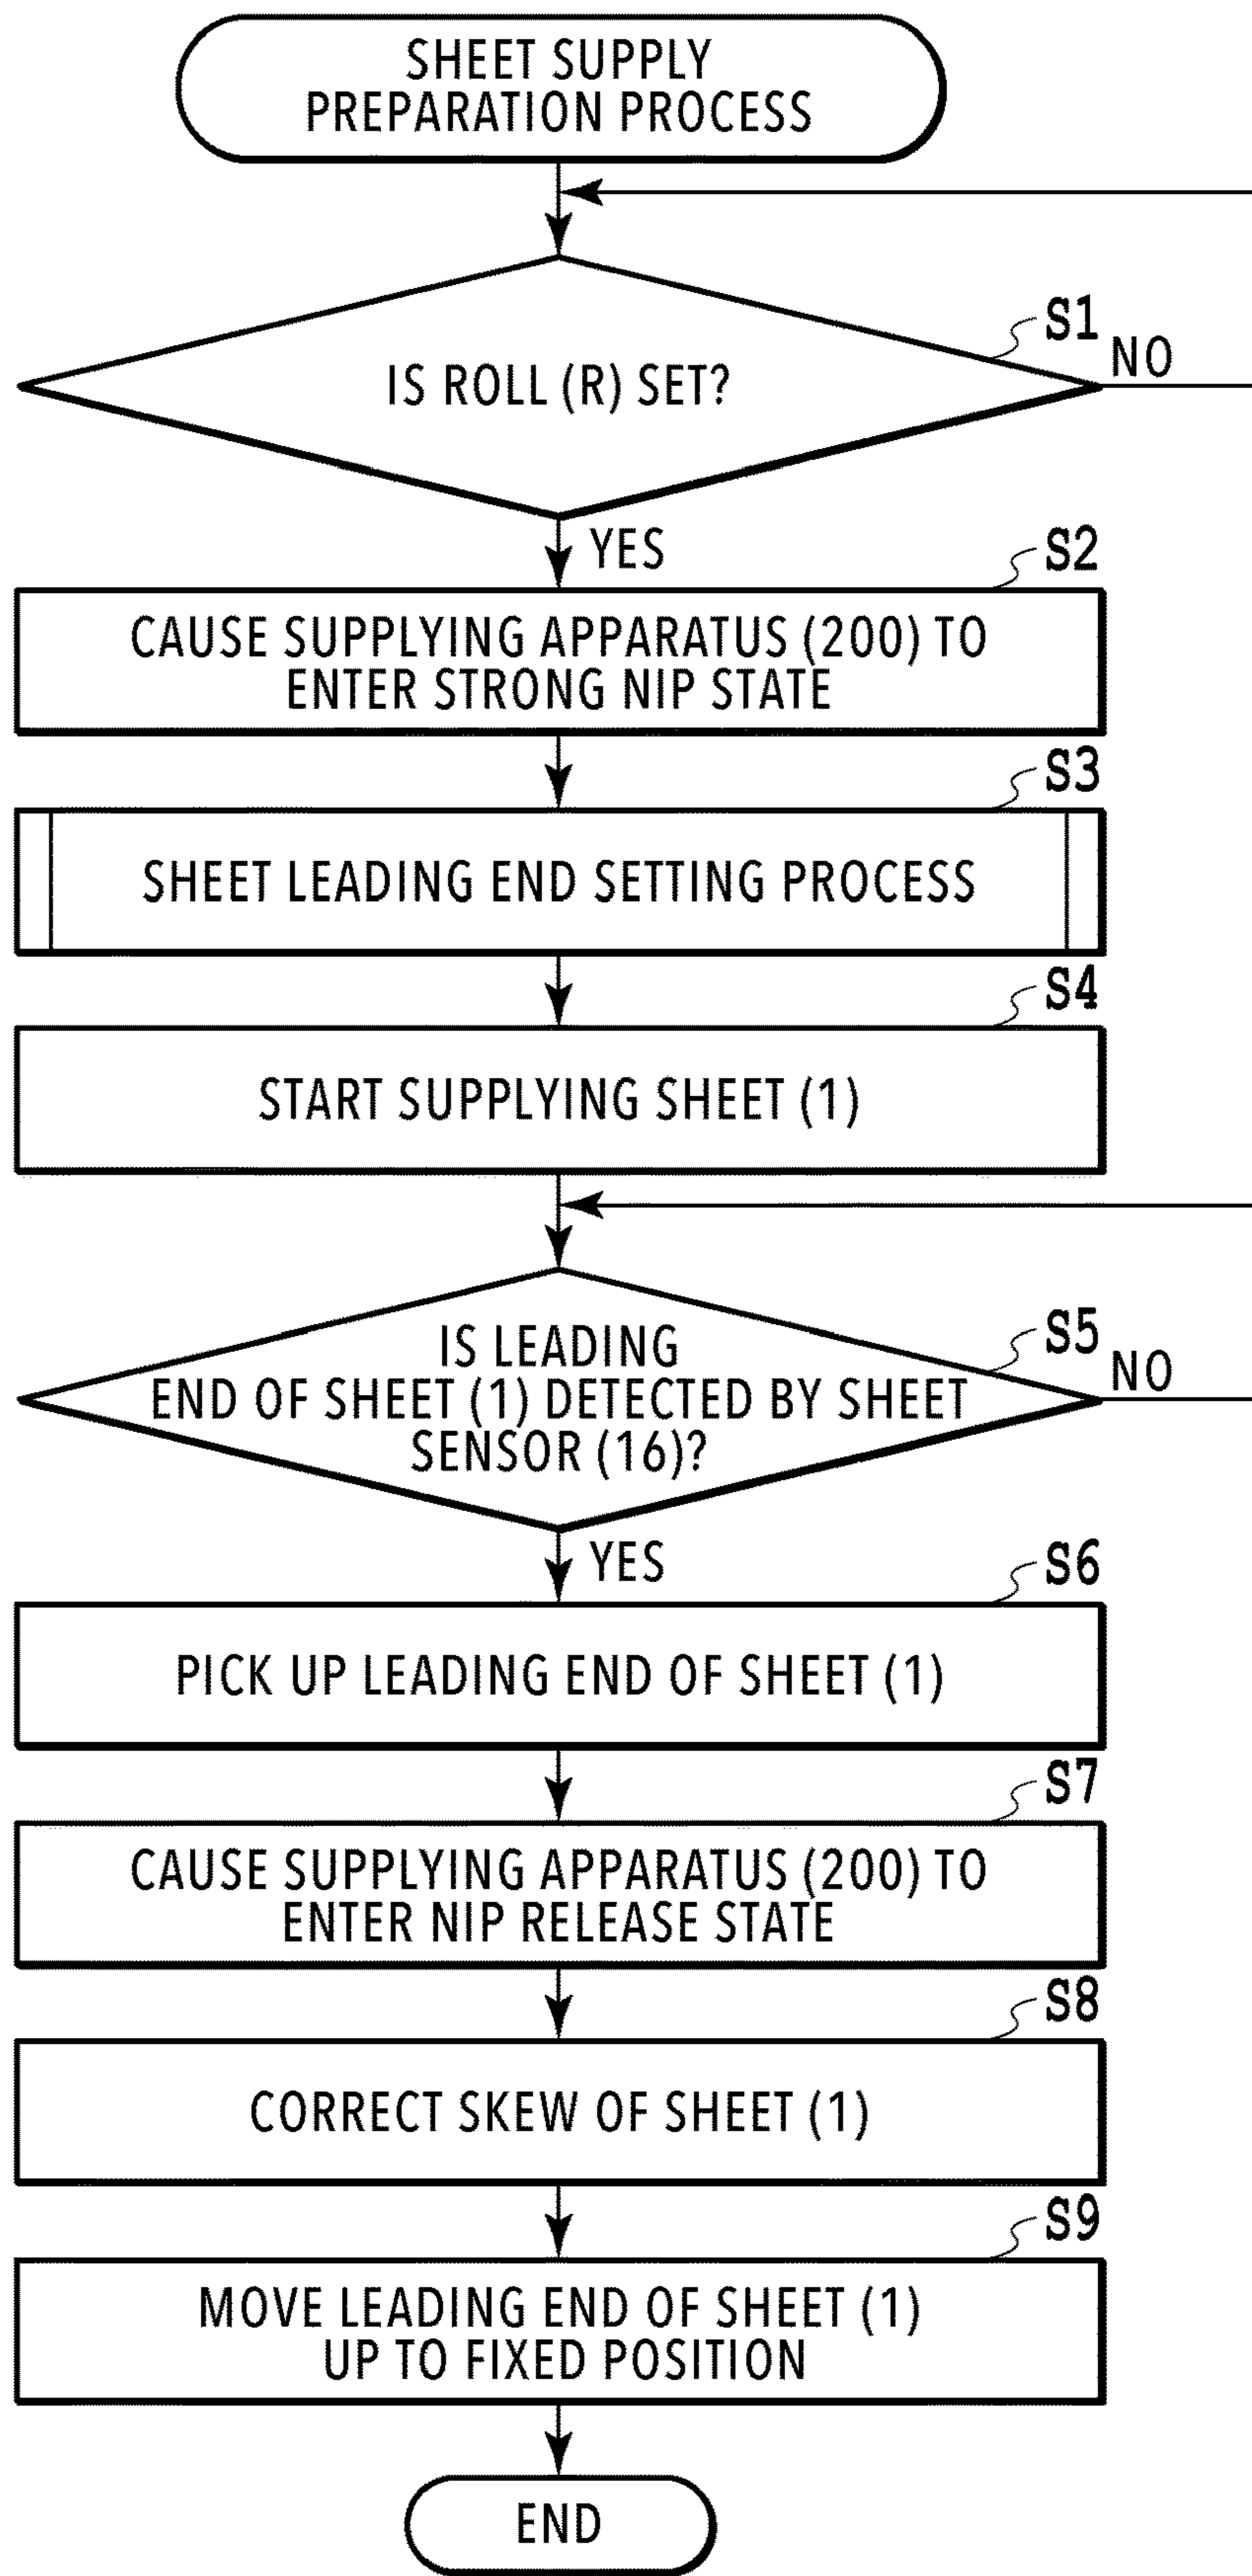 SHEET SUPPLY
PREPARATION PROCESS
S1
NO
IS ROLL (R) SET?
YES
S2
CAUSE SUPPLYING APPARATUS (200) TO
ENTER STRONG NIP STATE
S3
SHEET LEADING END SETTING PROCESS
S4
START SUPPLYING SHEET (1)
S5
NO
IS LEADING
END OF SHEET (1) DETECTED BY SHEET
SENSOR (16)?
YES
S6
PICK UP LEADING END OF SHEET (1)
S7
CAUSE SUPPLYING APPARATUS (200) TO
ENTER NIP RELEASE STATE
S8
CORRECT SKEW OF SHEET (1)
S9
MOVE LEADING END OF SHEET (1)
UP TO FIXED POSITION
END